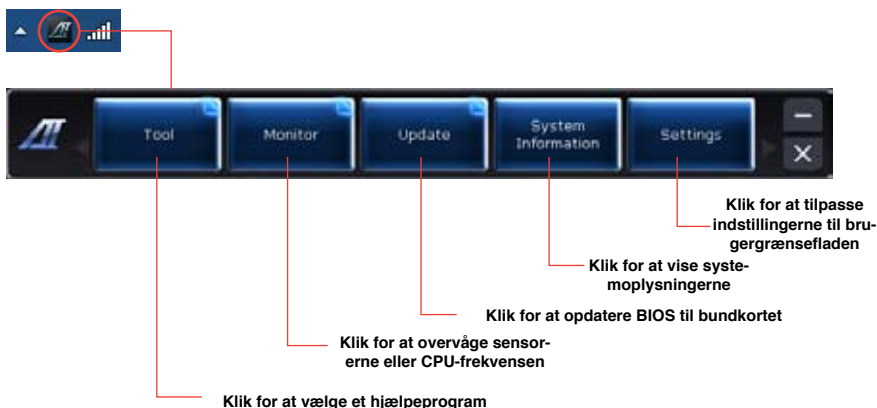 Tool
Monitor
Update
System
Information
Settings
Klik for at tilpasse
indstillingerne til bru-
gergrænsefladen
Klik for at vise syste-
moplysningerne
Klik for at opdatere BIOS til bundkortet
Klik for at overvåge sensor-
erne eller CPU-frekvensen
Klik for at vælge et hjælpeprogram